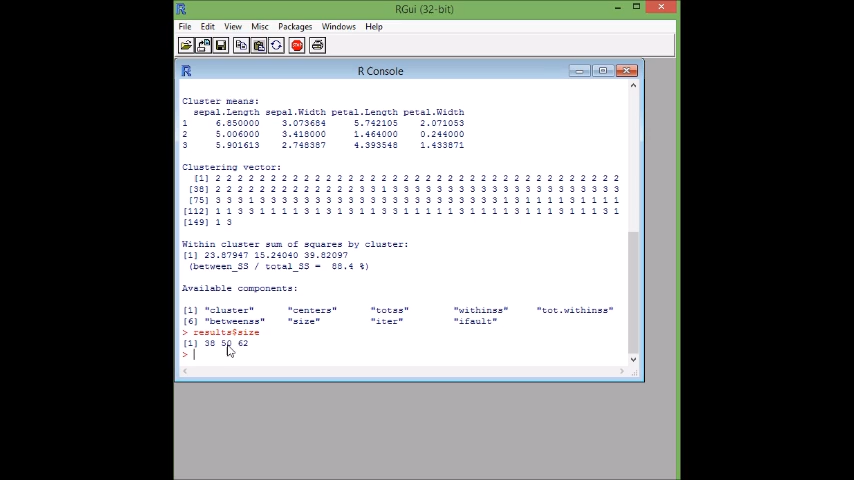 RGui (32-bit)
File Edit View Misc Packages Windows Help
STOP
R Console
Cluster means:
sepal.Length sepal.Width petal.Length petal.Width
1 6.850000 3.073684 5.742105 2.071053
2 5.006000 3.418000 1.464000 0.244000
3 5.901613 2.748387 4.393548 1.433871
Clustering vector:
[1] 2 2 2 2 2 2 2 2 2 2 2 2 2 2 2 2 2 2 2 2 2 2 2 2 2 2 2 2 2 2 2 2 2 2 2 2 2
[38] 2 2 2 2 2 2 2 2 2 2 2 2 2 3 3 1 3 3 3 3 3 3 3 3 3 3 3 3 3 3 3 3 3 3 3 3 3
[75] 3 3 3 1 3 3 3 3 3 3 3 3 3 3 3 3 3 3 3 3 3 3 3 3 3 3 1 3 1 1 1 1 3 1 1 1 1
[112] 1 1 3 3 1 1 1 1 3 1 3 1 3 1 1 3 3 1 1 1 1 1 3 1 1 1 1 3 1 1 1 3 1 1 1 3 1
[149] 1 3
Within cluster sum of squares by cluster:
[1] 23.87947 15.24040 39.82097
(between_SS / total_SS = 88.4 %)
Available components:
[1] "cluster" "centers" "totss" "withinss" "tot.withinss"
[6] "betweenss" "size" "iter" "ifault"
> results$size
[1] 38 50 62
>